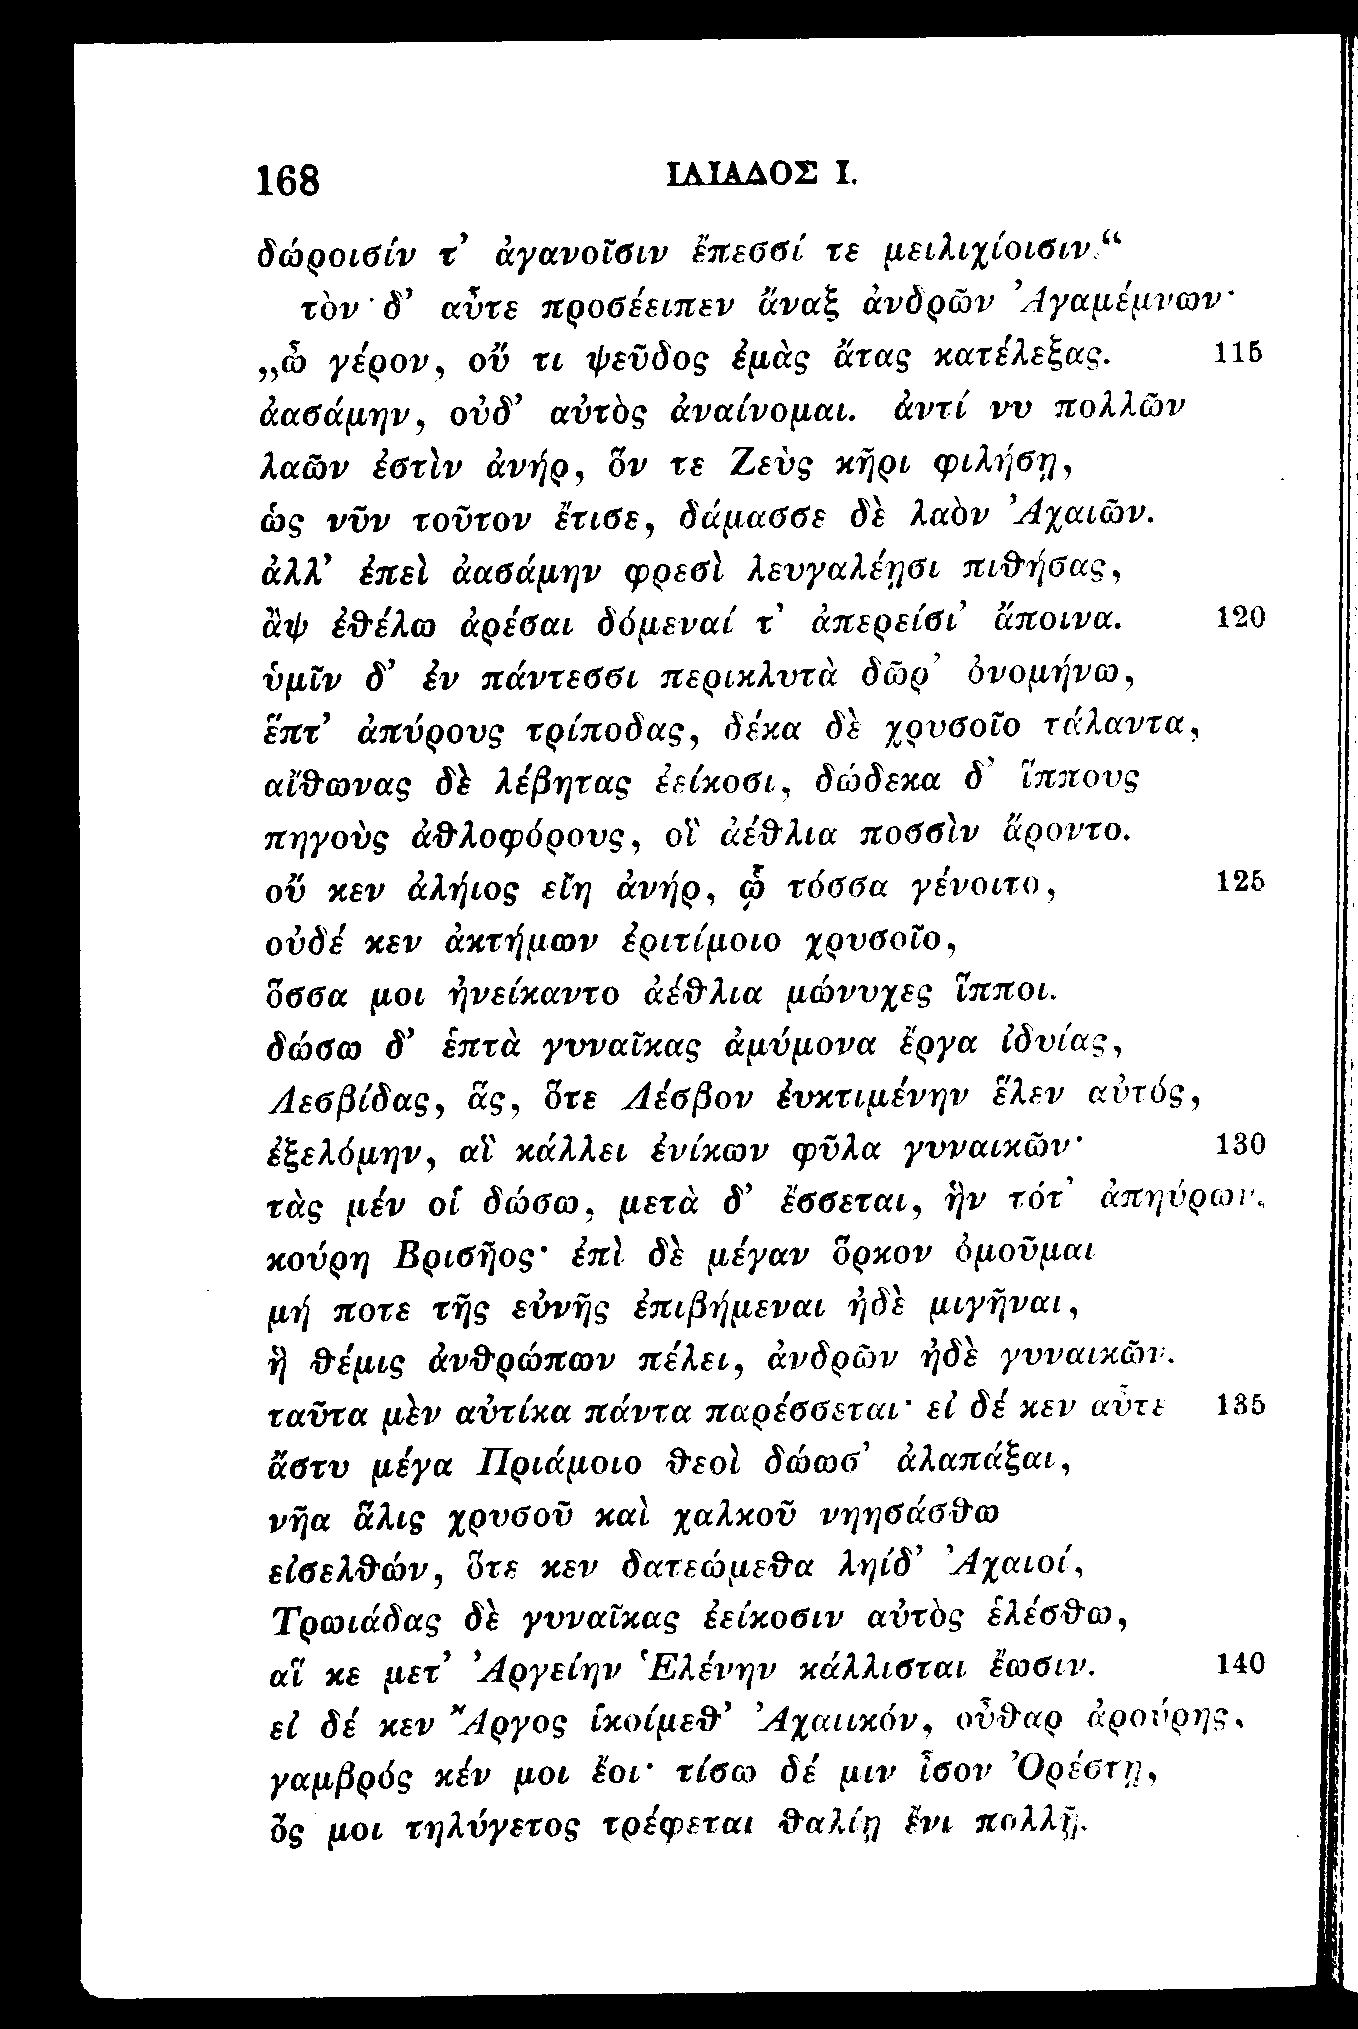 168 ΙΛΙΑΔΟΣ Ι.
δώροισίν τ’ ἀγανοῖσιν ἔπεσσί τε μειλιχίοισιν.“
τὸν δ’ αὖτε προσέειπεν ἄναξ ἀνδρῶν Ἀγαμέμνων·
„ὦ γέρον, οὔ τι ψεῦδος ἐμὰς ἄτας κατέλεξας. 115
ἀασάμην, οὐδ’ αὐτὸς ἀναίνομαι. ἀντί νυ πολλῶν
λαῶν ἐστὶν ἀνήρ, ὅν τε Ζεὺς κῆρι φιλήσῃ,
ὡς νῦν τοῦτον ἔτισε, δάμασσε δὲ λαὸν Ἀχαιῶν.
ἀλλ’ ἐπεὶ ἀασάμην φρεσὶ λευγαλέῃσι πιθήσας,
ἂψ ἐθέλω ἀρέσαι δόμεναί τ’ ἀπερείσι’ ἄποινα. 120
ὑμῖν δ’ ἐν πάντεσσι περικλυτὰ δῶρ’ ὀνομήνω,
ἕπτ’ ἀπύρους τρίποδας, δέκα δὲ χρυσοῖο τάλαντα,
αἴθωνας δὲ λέβητας ἐείκοσι, δώδεκα δ’ ἵππους
πηγοὺς ἀθλοφόρους, οἳ ἀέθλια ποσσὶν ἄροντο.
οὔ κεν ἀλήιος εἴη ἀνήρ, ᾧ τόσσα γένοιτο, 125
οὐδέ κεν ἀκτήμων ἐριτίμοιο χρυσοῖο,
ὅσσα μοι ἠνείκαντο ἀέθλια μώνυχες ἵπποι.
δώσω δ’ ἑπτὰ γυναῖκας ἀμύμονα ἔργα ἰδυίας,
Λεσβίδας, ἅς, ὅτε Λέσβον ἐυκτιμένην ἕλεν αὐτός,
ἐξελόμην, αἳ κάλλει ἐνίκων φῦλα γυναικῶν· 130
τὰς μέν οἱ δώσω, μετὰ δ’ ἔσσεται, ἣν τότ’ ἀπηύρων,
κούρη Βρισῆος· ἐπὶ δὲ μέγαν ὅρκον ὀμοῦμαι
μή ποτε τῆς εὐνῆς ἐπιβήμεναι ἠδὲ μιγῆναι,
ἣ θέμις ἀνθρώπων πέλει, ἀνδρῶν ἠδὲ γυναικῶν.
ταῦτα μὲν αὐτίκα πάντα παρέσσεται· εἰ δέ κεν αὖτε 135
ἄστυ μέγα Πριάμοιο θεοὶ δώωσ’ ἀλαπάξαι,
νῆα ἅλις χρυσοῦ καὶ χαλκοῦ νηησάσθω
εἰσελθών, ὅτε κεν δατεώμεθα ληίδ’ Ἀχαιοί,
Τρωιάδας δὲ γυναῖκας ἐείκοσιν αὐτὸς ἑλέσθω,
αἵ κε μετ’ Ἀργείην Ἑλένην κάλλισται ἔωσιν. 140
εἰ δέ κεν Ἄργος ἱκοίμεθ’ Ἀχαιικόν, οὖθαρ ἀρούρης,
γαμβρός κέν μοι ἔοι· τίσω δέ μιν ἶσον Ὀρέστῃ,
ὅς μοι τηλύγετος τρέφεται θαλίῃ ἔνι πολλῇ.